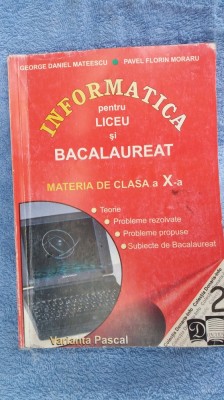 GEORGE DANIEL MATEESCU • PAVEL FLORIN MORARU
INFORMATICA
pentru
LICEU
și
BACALAUREAT
MATERIA DE CLASA a X-a
• Teorie
• Probleme rezolvate
• Probleme propuse
• Subiecte de Bacalaureat
Varianta Pascal
2
D